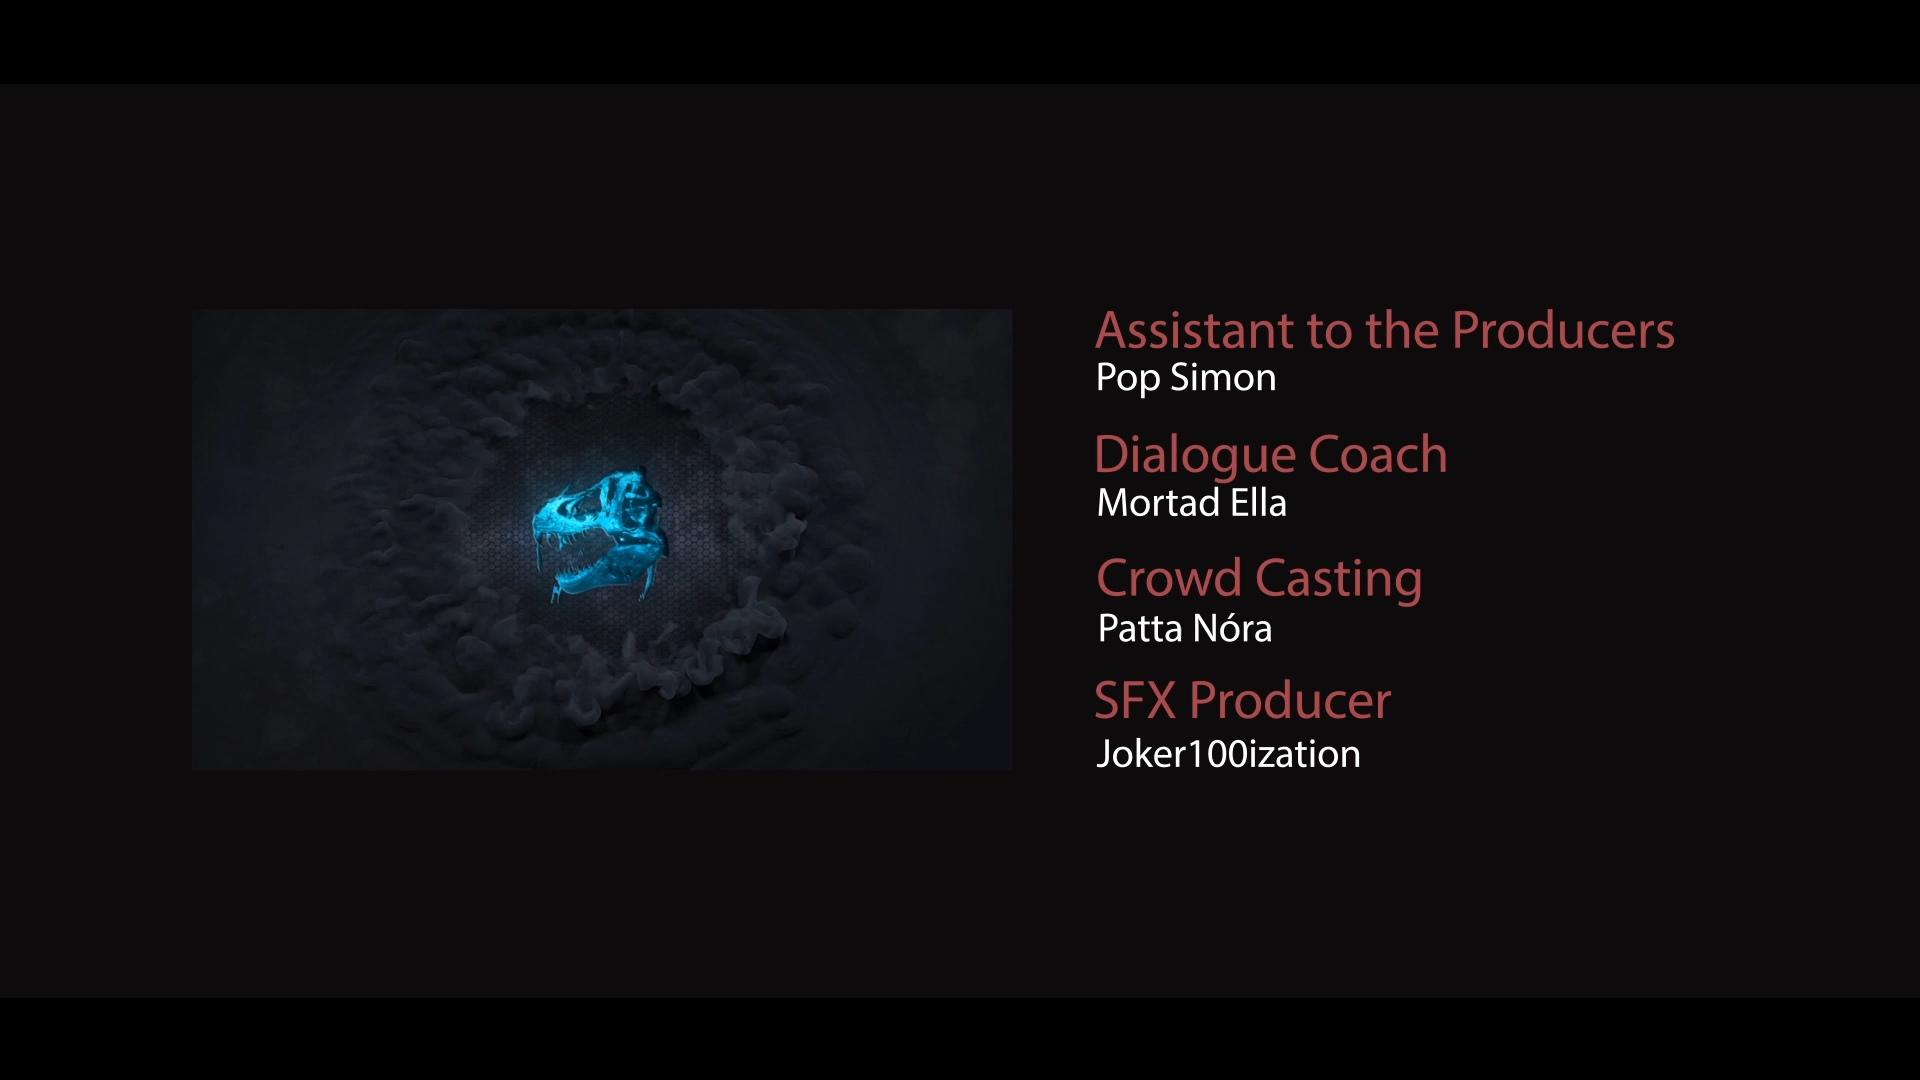 Assistant to the Producers
Pop Simon
Dialogue Coach
Mortad Ella
Crowd Casting
Patta Nóra
SFX Producer
Joker100ization